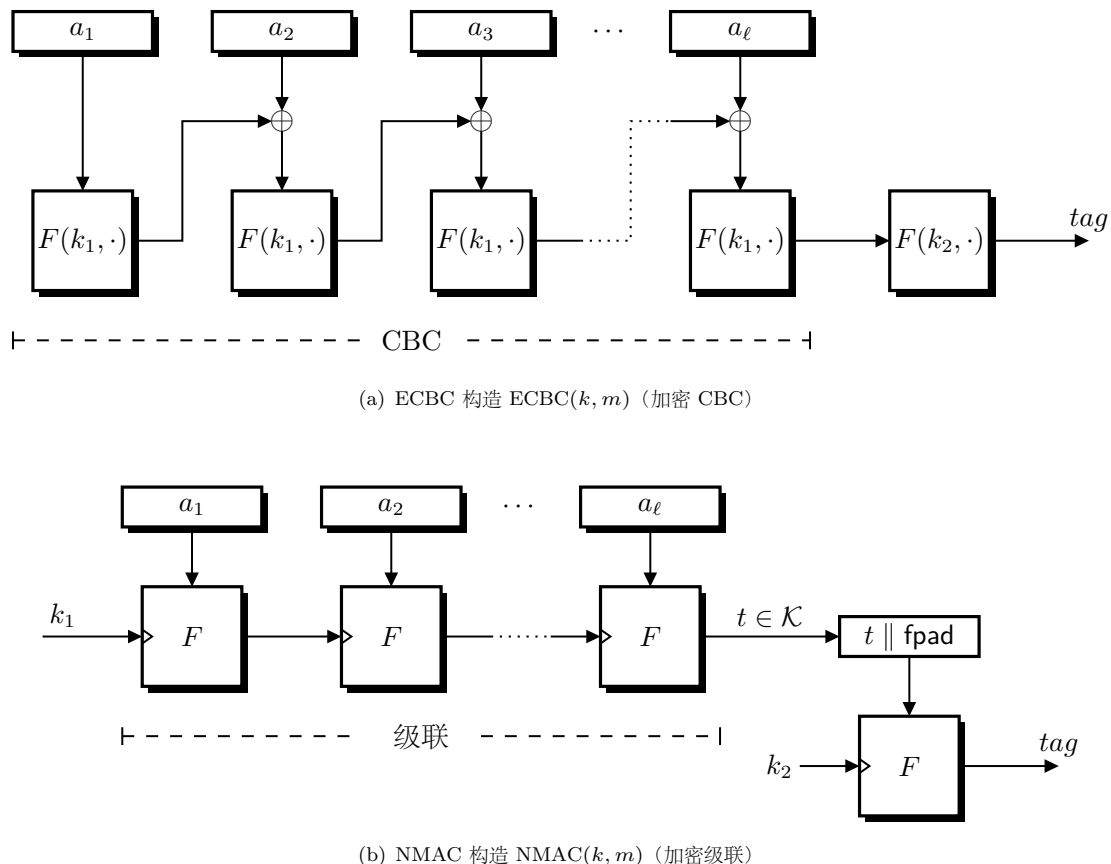 a₁ a₂ a₃ ⋯ a_ℓ
⊕ ⊕ ⊕
F(k₁, ·) F(k₁, ·) F(k₁, ·) F(k₁, ·) F(k₂, ·) tag
CBC
(a) ECBC 构造 ECBC(k, m)（加密 CBC）
a₁ a₂ ⋯ a_ℓ
k₁ F F F t ∈ 𝒦 t ∥ fpad
级联
k₂ F tag
(b) NMAC 构造 NMAC(k, m)（加密级联）